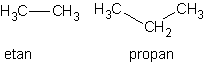 H₃C—CH₃
H₃C CH₂ CH₃
etan propan